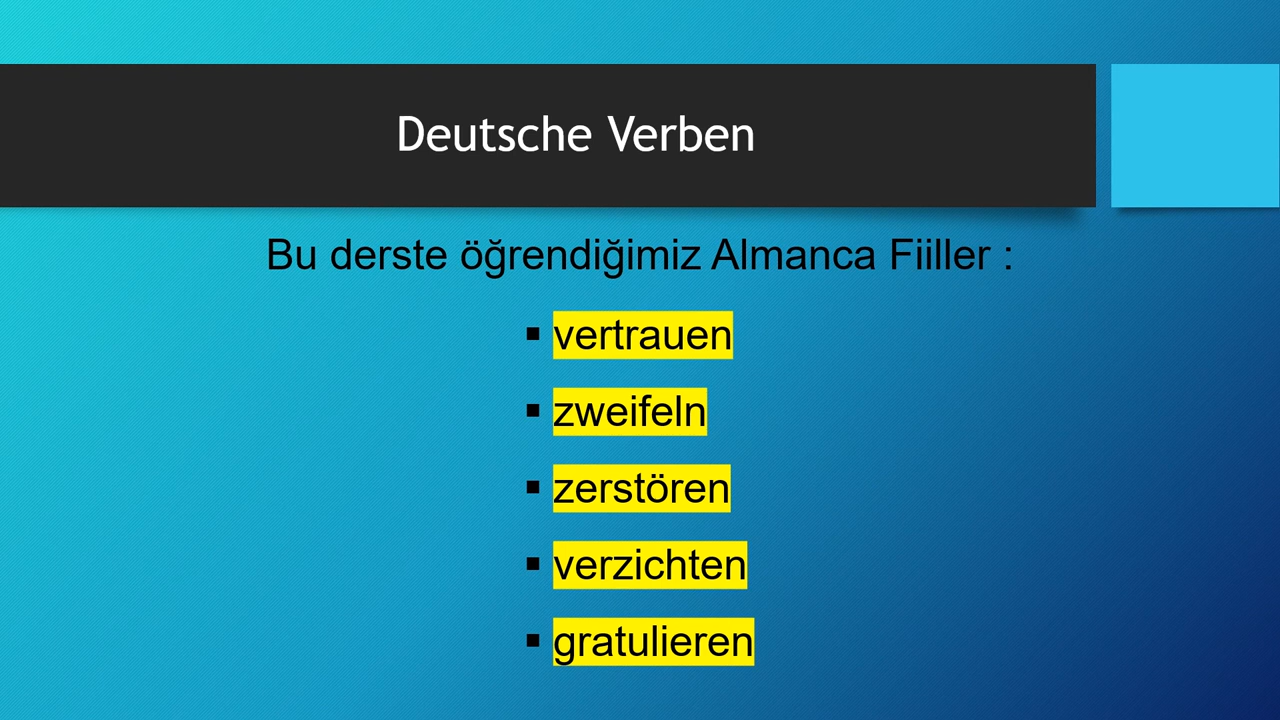 Deutsche Verben
Bu derste öğrendiğimiz Almanca Fiiller :
▪ vertrauen
▪ zweifeln
▪ zerstören
▪ verzichten
▪ gratulieren